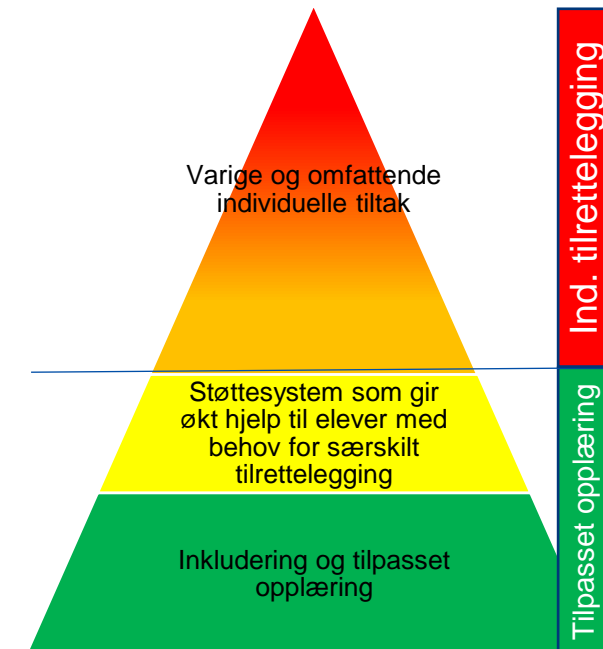 Varige og omfattende
individuelle tiltak
Støttesystem som gir
økt hjelp til elever med
behov for særskilt
tilrettelegging
Inkludering og tilpasset
opplæring
Ind. tilrettelegging
Tilpasset opplæring